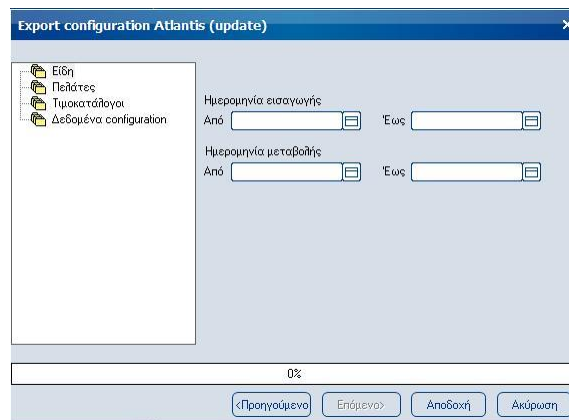 Export configuration Atlantis (update)
Είδη
Πελάτες
Τιμοκατάλογοι
Δεδομένα configuration
Ημερομηνία εισαγωγής
Από Έως
Ημερομηνία μεταβολής
Από Έως
0%
<Προηγούμενο Επόμενο> Αποδοχή Ακύρωση